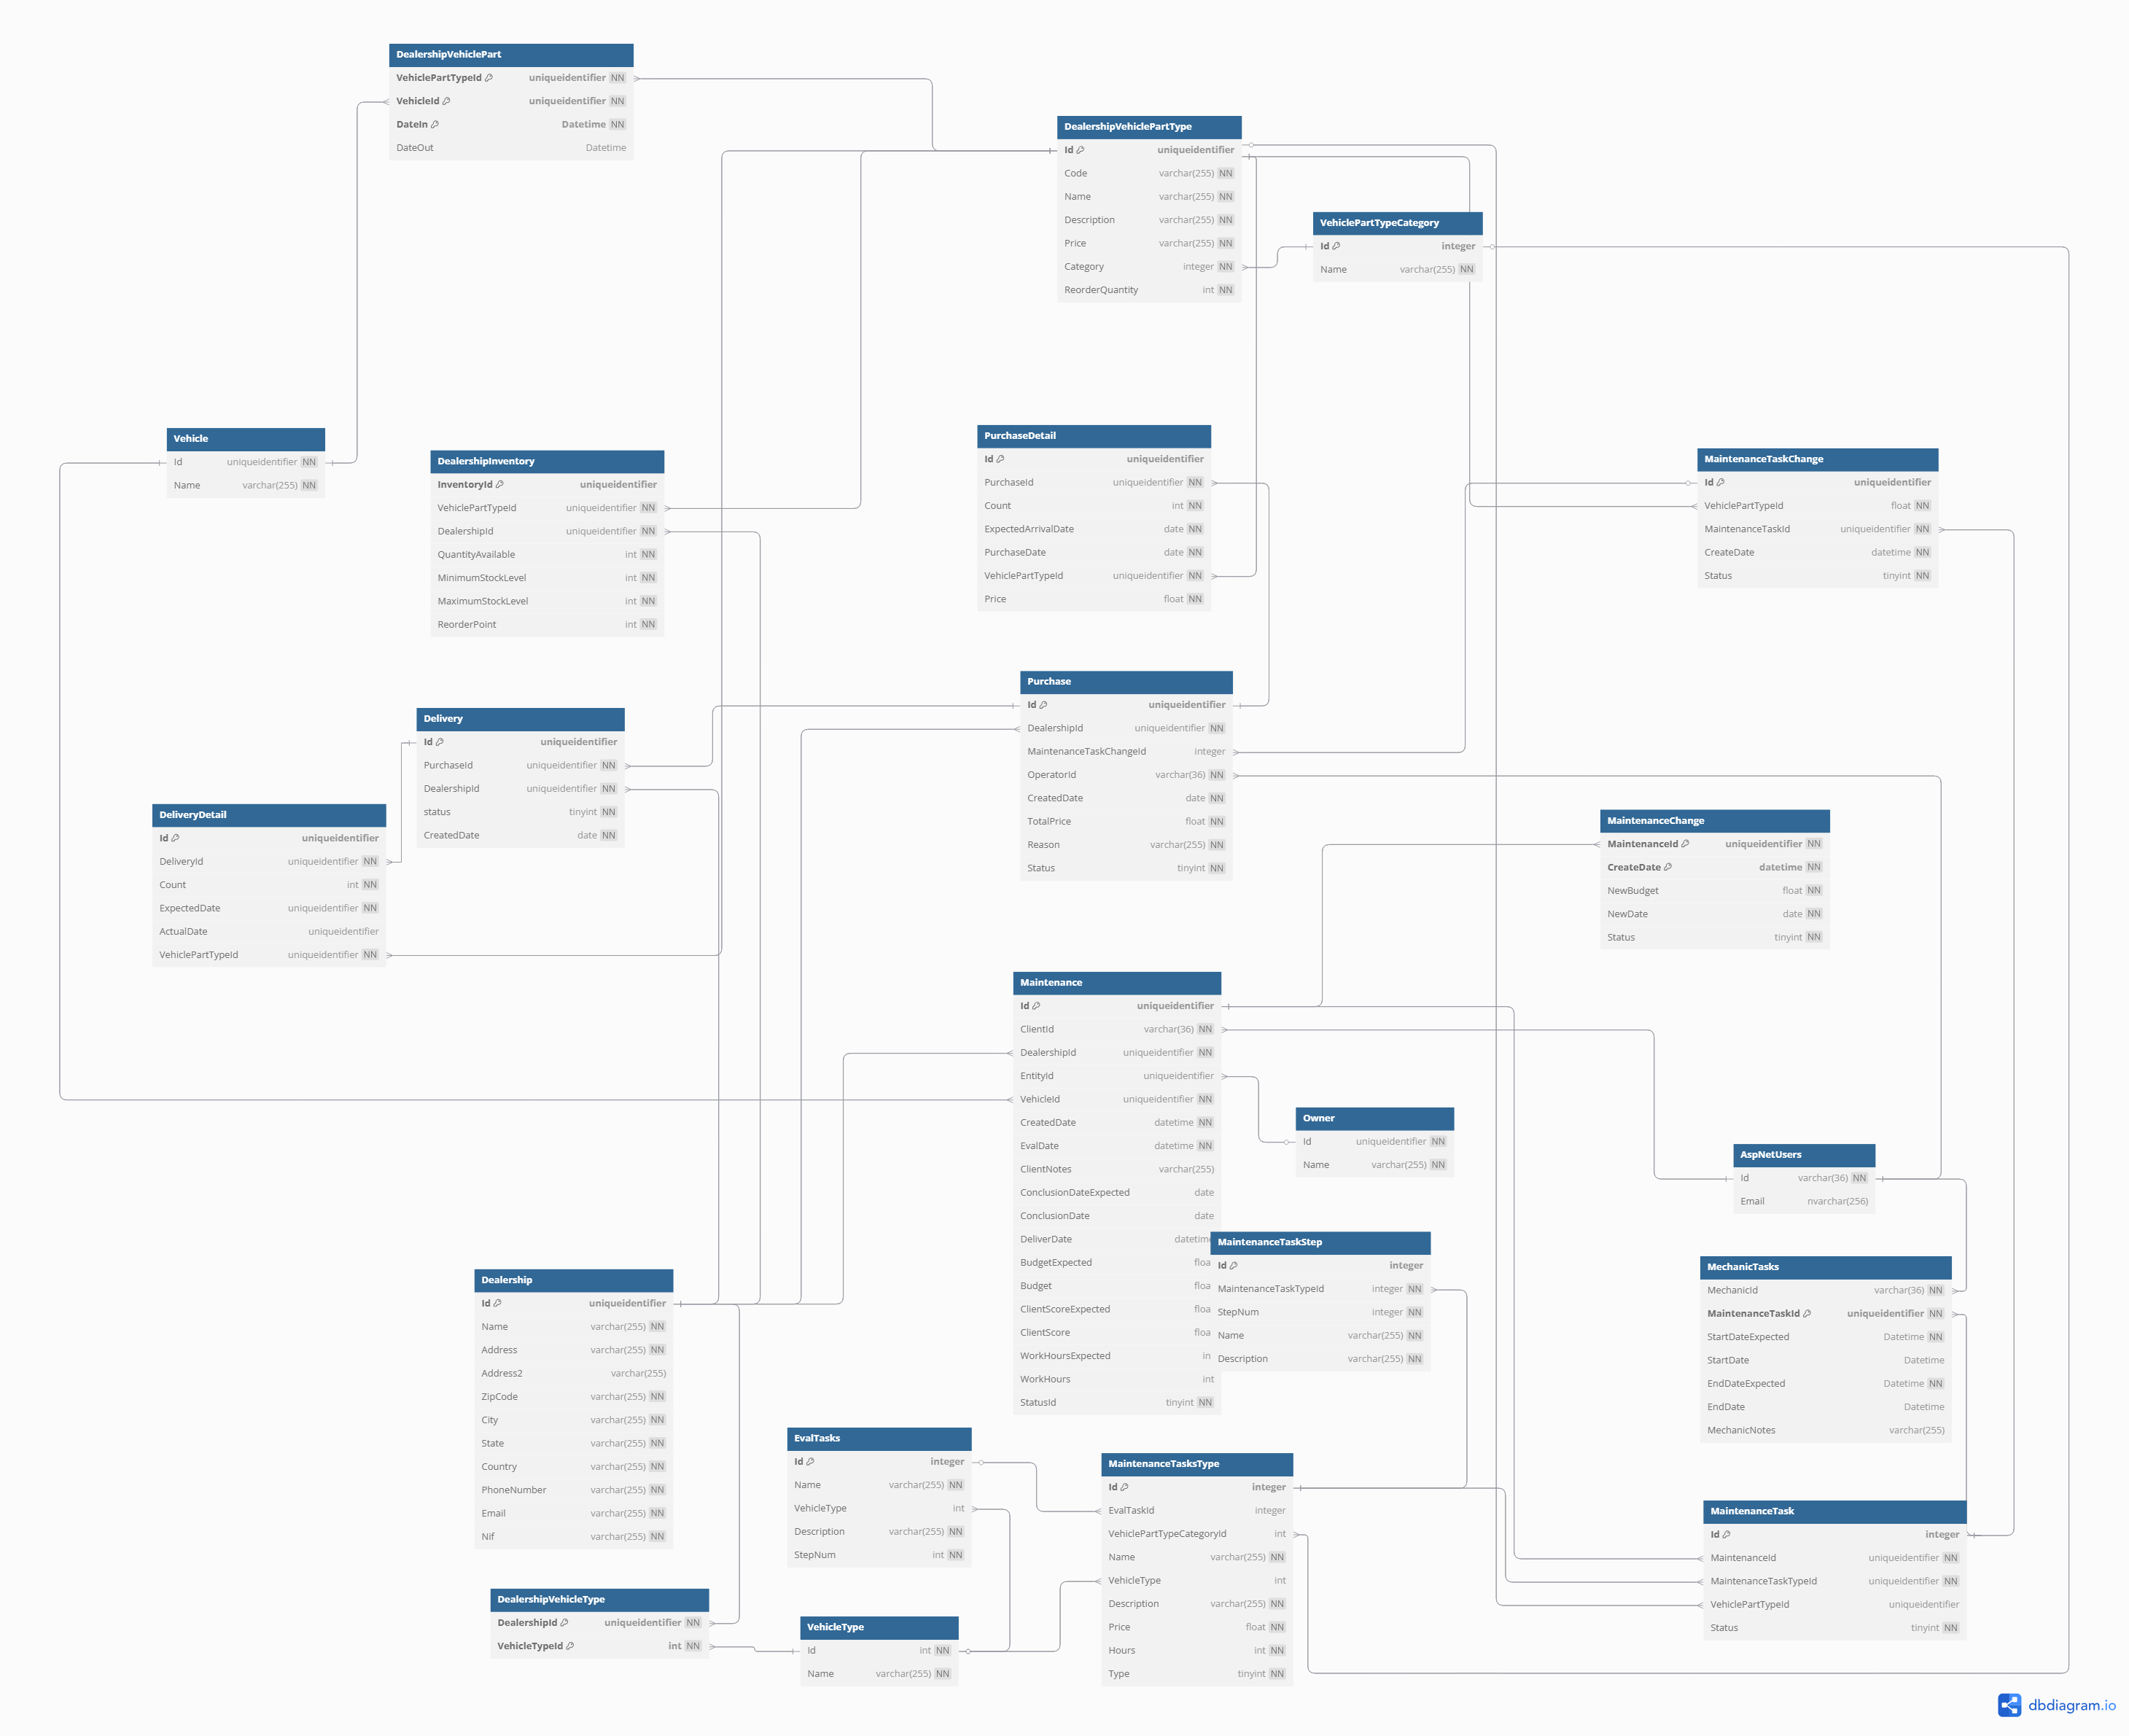 DealershipVehiclePart
VehiclePartTypeId uniqueidentifier NN
VehicleId uniqueidentifier NN
DateIn Datetime NN
DateOut Datetime
DealershipVehiclePartType
Id uniqueidentifier
Code varchar(255) NN
Name varchar(255) NN
Description varchar(255) NN
Price varchar(255) NN
Category integer NN
ReorderQuantity int NN
VehiclePartTypeCategory
Id integer
Name varchar(255) NN
Vehicle
Id uniqueidentifier NN
Name varchar(255) NN
DealershipInventory
InventoryId uniqueidentifier
VehiclePartTypeId uniqueidentifier NN
DealershipId uniqueidentifier NN
QuantityAvailable int NN
MinimumStockLevel int NN
MaximumStockLevel int NN
ReorderPoint int NN
PurchaseDetail
Id uniqueidentifier
PurchaseId uniqueidentifier NN
Count int NN
ExpectedArrivalDate date NN
PurchaseDate date NN
VehiclePartTypeId uniqueidentifier NN
Price float NN
MaintenanceTaskChange
Id uniqueidentifier
VehiclePartTypeId float NN
MaintenanceTaskId uniqueidentifier NN
CreateDate datetime NN
Status tinyint NN
Purchase
Id uniqueidentifier
DealershipId uniqueidentifier NN
MaintenanceTaskChangeId integer
OperatorId varchar(36) NN
CreatedDate date NN
TotalPrice float NN
Reason varchar(255) NN
Status tinyint NN
Delivery
Id uniqueidentifier
PurchaseId uniqueidentifier NN
DealershipId uniqueidentifier NN
status tinyint NN
CreatedDate date NN
DeliveryDetail
Id uniqueidentifier
DeliveryId uniqueidentifier NN
Count int NN
ExpectedDate uniqueidentifier NN
ActualDate uniqueidentifier
VehiclePartTypeId uniqueidentifier NN
MaintenanceChange
MaintenanceId uniqueidentifier NN
CreateDate datetime NN
NewBudget float NN
NewDate date NN
Status tinyint NN
Maintenance
Id uniqueidentifier
ClientId varchar(36) NN
DealershipId uniqueidentifier NN
EntityId uniqueidentifier
VehicleId uniqueidentifier NN
CreatedDate datetime NN
EvalDate datetime NN
ClientNotes varchar(255)
ConclusionDateExpected date
ConclusionDate date
DeliverDate datetim
BudgetExpected floa
Budget floa
ClientScoreExpected floa
ClientScore floa
WorkHoursExpected in
WorkHours int
StatusId tinyint NN
Owner
Id uniqueidentifier NN
Name varchar(255) NN
AspNetUsers
Id varchar(36) NN
Email nvarchar(256)
MaintenanceTaskStep
Id integer
MaintenanceTaskTypeId integer NN
StepNum integer NN
Name varchar(255) NN
Description varchar(255) NN
MechanicTasks
MechanicId varchar(36) NN
MaintenanceTaskId uniqueidentifier NN
StartDateExpected Datetime NN
StartDate Datetime
EndDateExpected Datetime NN
EndDate Datetime
MechanicNotes varchar(255)
Dealership
Id uniqueidentifier
Name varchar(255) NN
Address varchar(255) NN
Address2 varchar(255)
ZipCode varchar(255) NN
City varchar(255) NN
State varchar(255) NN
Country varchar(255) NN
PhoneNumber varchar(255) NN
Email varchar(255) NN
Nif varchar(255) NN
EvalTasks
Id integer
Name varchar(255) NN
VehicleType int
Description varchar(255) NN
StepNum int NN
MaintenanceTasksType
Id integer
EvalTaskId integer
VehiclePartTypeCategoryId int
Name varchar(255) NN
VehicleType int
Description varchar(255) NN
Price float NN
Hours int NN
Type tinyint NN
MaintenanceTask
Id integer
MaintenanceId uniqueidentifier NN
MaintenanceTaskTypeId uniqueidentifier NN
VehiclePartTypeId uniqueidentifier
Status tinyint NN
DealershipVehicleType
DealershipId uniqueidentifier NN
VehicleTypeId int NN
VehicleType
Id int NN
Name varchar(255) NN
dbdiagram.io